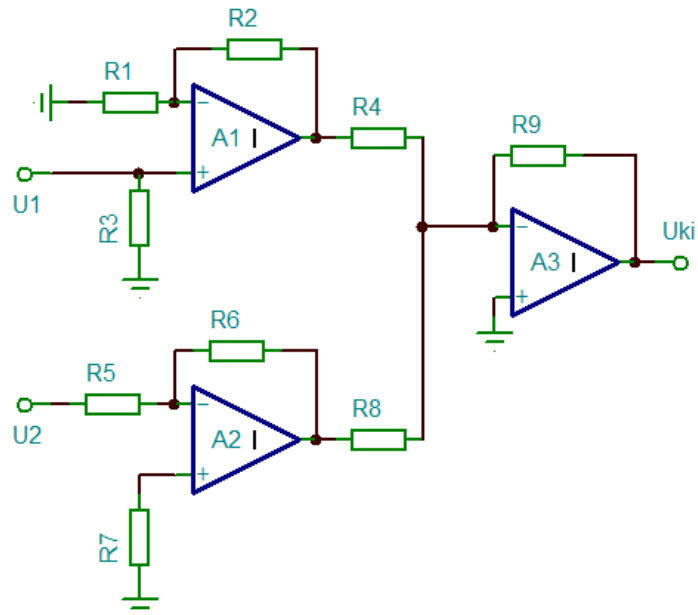 R2
R1
−
A1 I
+
U1
R3
R4
R9
−
A3 I
+
Uki
R6
R5
−
A2 I
+
U2
R7
R8